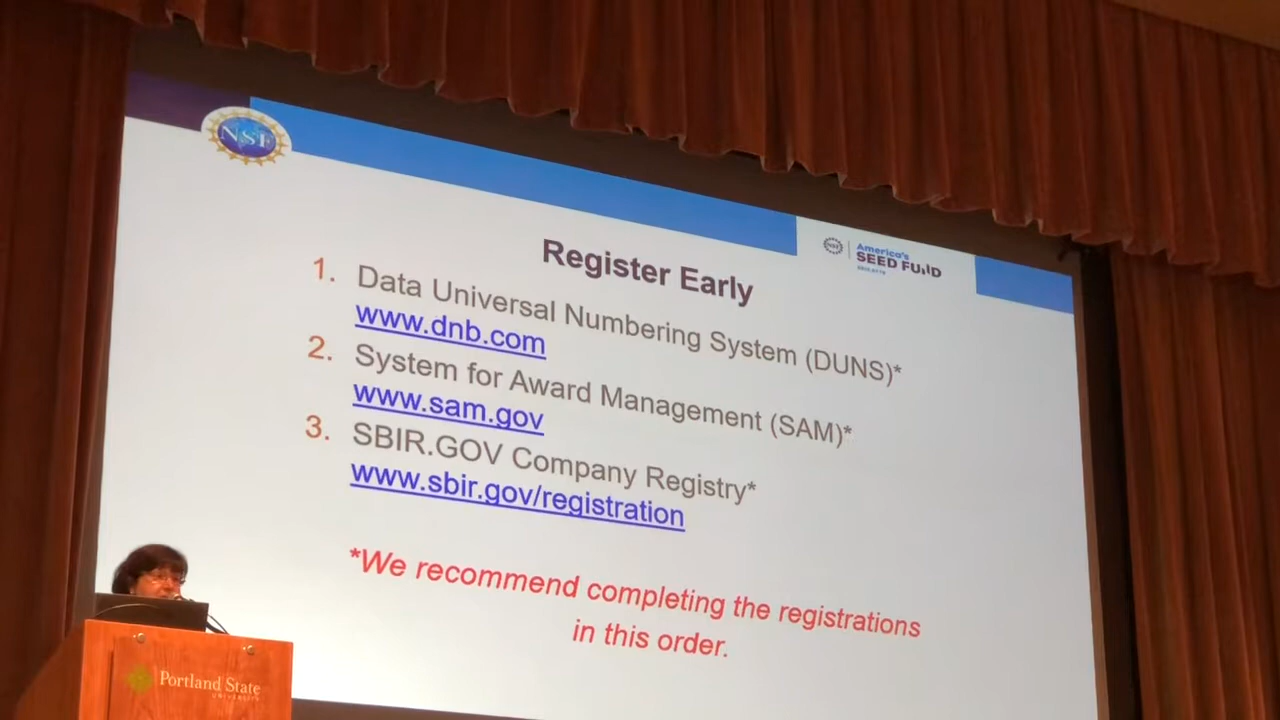 NSF
America's
SEED FUND
Register Early
1. Data Universal Numbering System (DUNS)*
www.dnb.com
2. System for Award Management (SAM)*
www.sam.gov
3. SBIR.GOV Company Registry*
www.sbir.gov/registration
*We recommend completing the registrations
in this order.
Portland State
UNIVERSITY